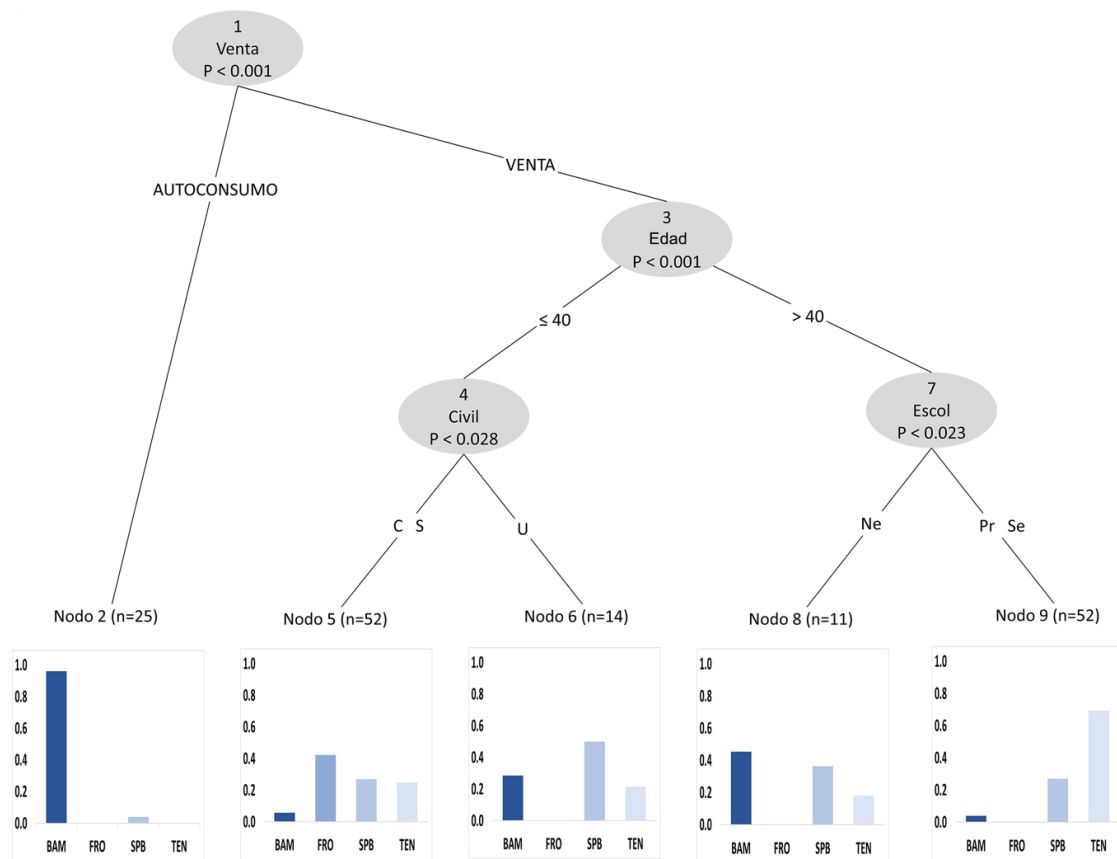 1
Venta
P < 0.001
AUTOCONSUMO
VENTA
3
Edad
P < 0.001
≤ 40
> 40
4
Civil
P < 0.028
7
Escol
P < 0.023
C S
U
Ne
Pr Se
Nodo 2 (n=25)
Nodo 5 (n=52)
Nodo 6 (n=14)
Nodo 8 (n=11)
Nodo 9 (n=52)
1.0
0.8
0.6
0.4
0.2
0.0
BAM FRO SPB TEN
1.0
0.8
0.6
0.4
0.2
0.0
BAM FRO SPB TEN
1.0
0.8
0.6
0.4
0.2
0.0
BAM FRO SPB TEN
1.0
0.8
0.6
0.4
0.2
0.0
BAM FRO SPB TEN
1.0
0.8
0.6
0.4
0.2
0.0
BAM FRO SPB TEN